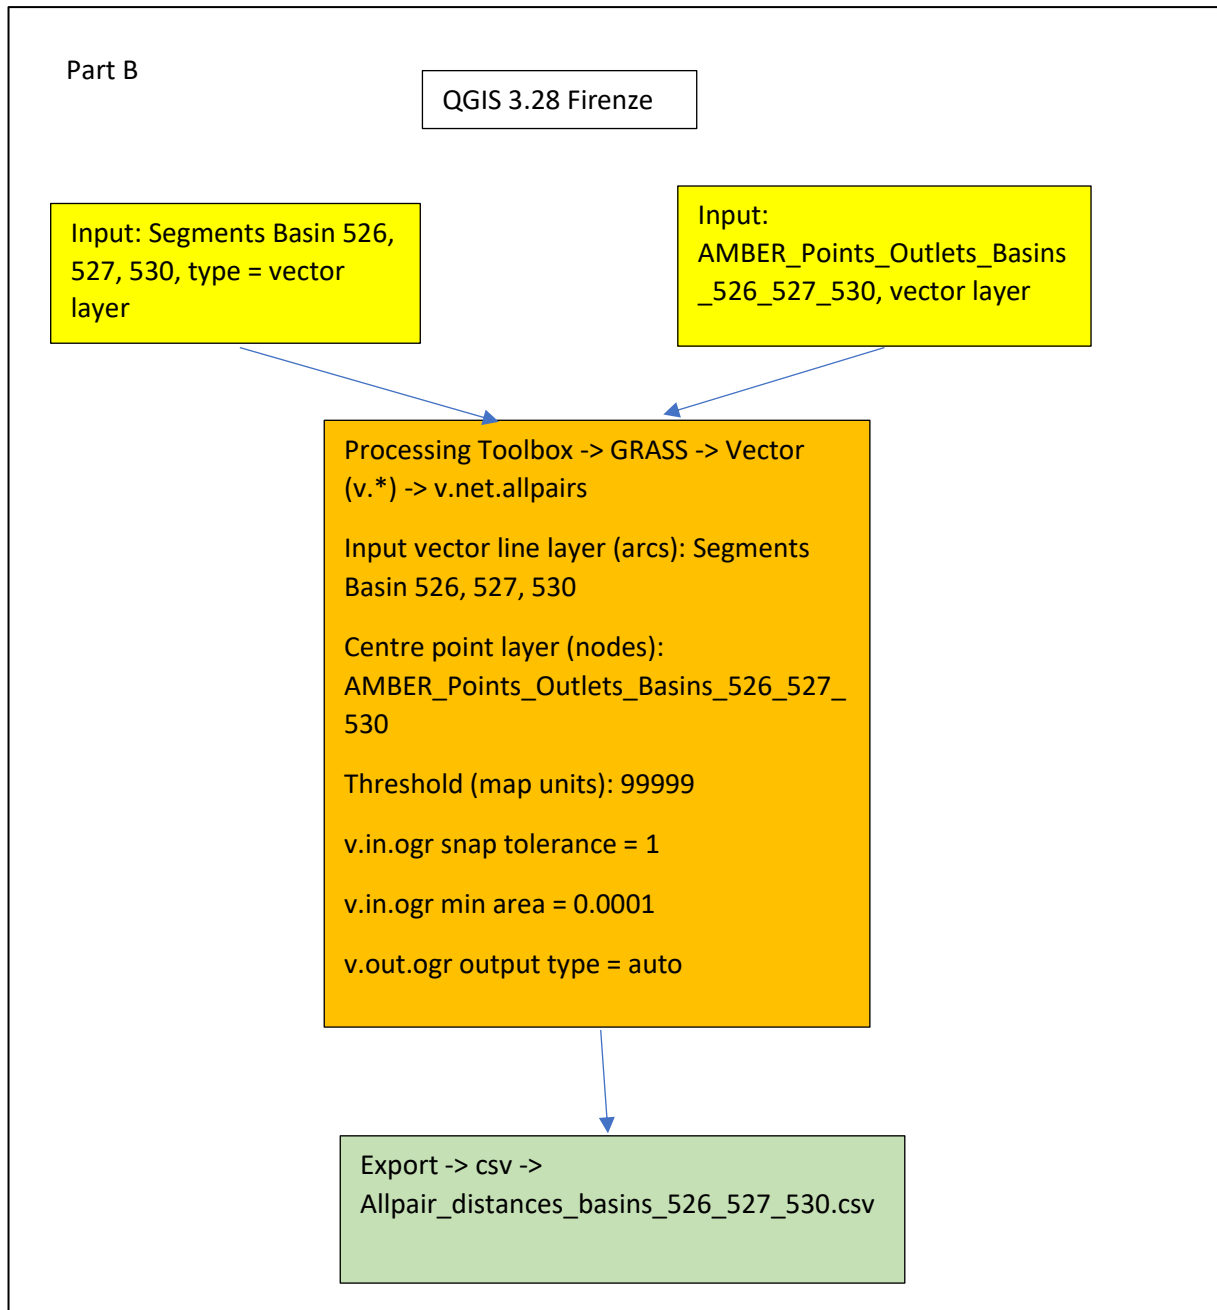 Part B
QGIS 3.28 Firenze
Input: Segments Basin 526,
527, 530, type = vector
layer
Input:
AMBER_Points_Outlets_Basins
_526_527_530, vector layer
Processing Toolbox -> GRASS -> Vector
(v.*) -> v.net.allpairs
Input vector line layer (arcs): Segments
Basin 526, 527, 530
Centre point layer (nodes):
AMBER_Points_Outlets_Basins_526_527_
530
Threshold (map units): 99999
v.in.ogr snap tolerance = 1
v.in.ogr min area = 0.0001
v.out.ogr output type = auto
Export -> csv ->
Allpair_distances_basins_526_527_530.csv